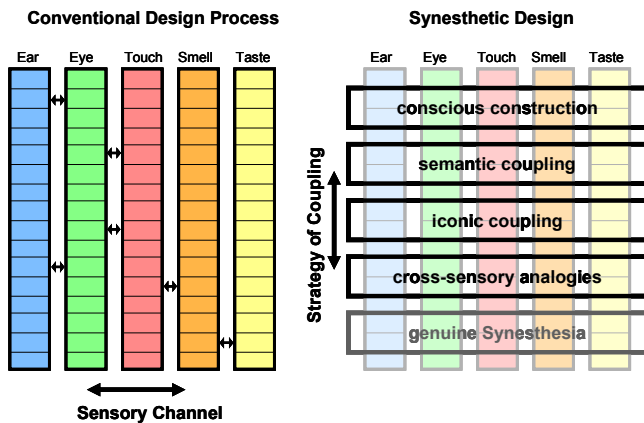 Conventional Design Process
Ear Eye Touch Smell Taste
Sensory Channel
Synesthetic Design
Ear Eye Touch Smell Taste
Strategy of Coupling
conscious construction
semantic coupling
iconic coupling
cross-sensory analogies
genuine Synesthesia